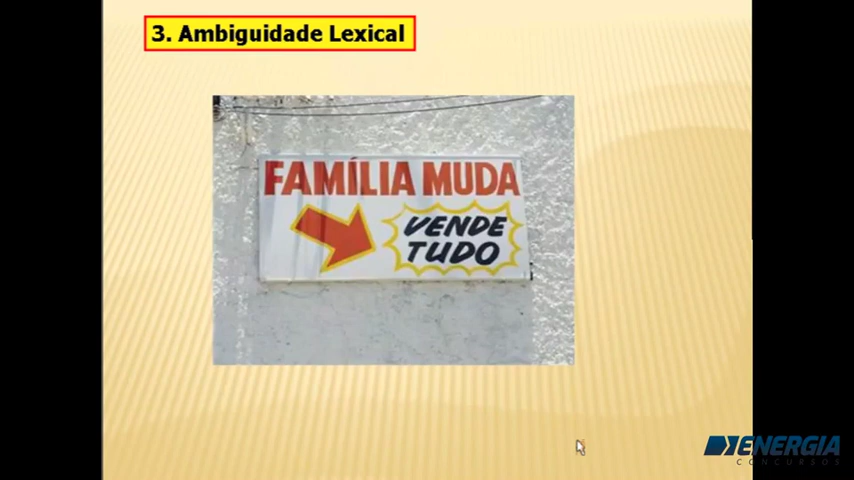 3. Ambiguidade Lexical
FAMÍLIA MUDA
VENDE
TUDO
ENERGIA
CONCURSOS